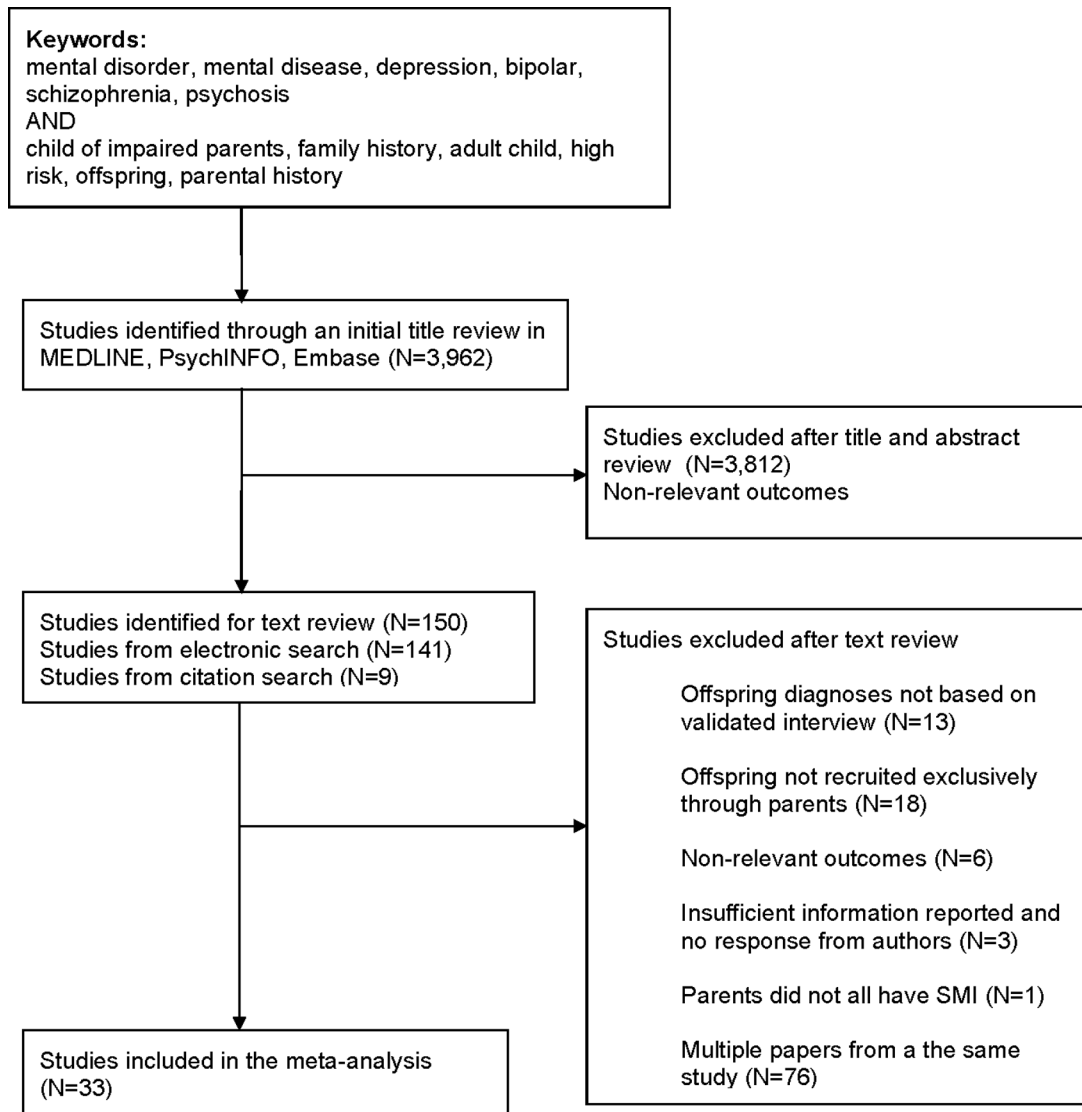 Keywords:
mental disorder, mental disease, depression, bipolar,
schizophrenia, psychosis
AND
child of impaired parents, family history, adult child, high
risk, offspring, parental history
Studies identified through an initial title review in
MEDLINE, PsychINFO, Embase (N=3,962)
Studies excluded after title and abstract
review (N=3,812)
Non-relevant outcomes
Studies identified for text review (N=150)
Studies from electronic search (N=141)
Studies from citation search (N=9)
Studies excluded after text review
Offspring diagnoses not based on
validated interview (N=13)
Offspring not recruited exclusively
through parents (N=18)
Non-relevant outcomes (N=6)
Insufficient information reported and
no response from authors (N=3)
Parents did not all have SMI (N=1)
Multiple papers from a the same
study (N=76)
Studies included in the meta-analysis
(N=33)